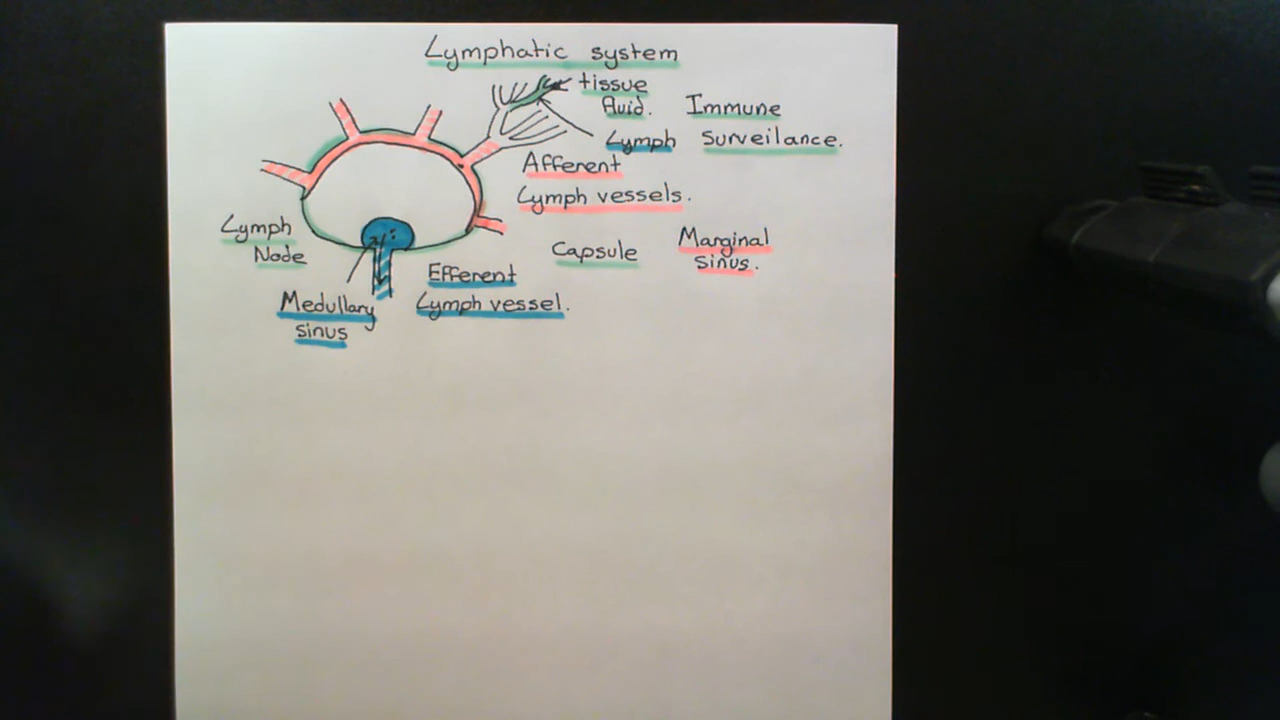 Lymphatic system
tissue
fluid.
Immune
Lymph
Surveilance.
Afferent
Lymph vessels.
Lymph
Node
Capsule
Marginal
sinus.
Efferent
Lymph vessel.
Medullary
sinus